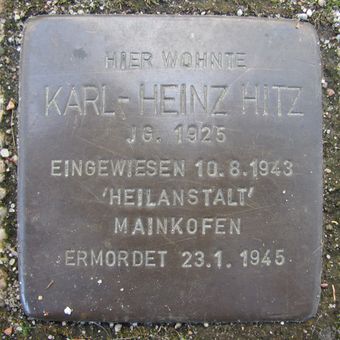 HIER WOHNTE
KARL-HEINZ HITZ
JG. 1925
EINGEWIESEN 10.8.1943
'HEILANSTALT'
MAINKOFEN
ERMORDET 23.1.1945